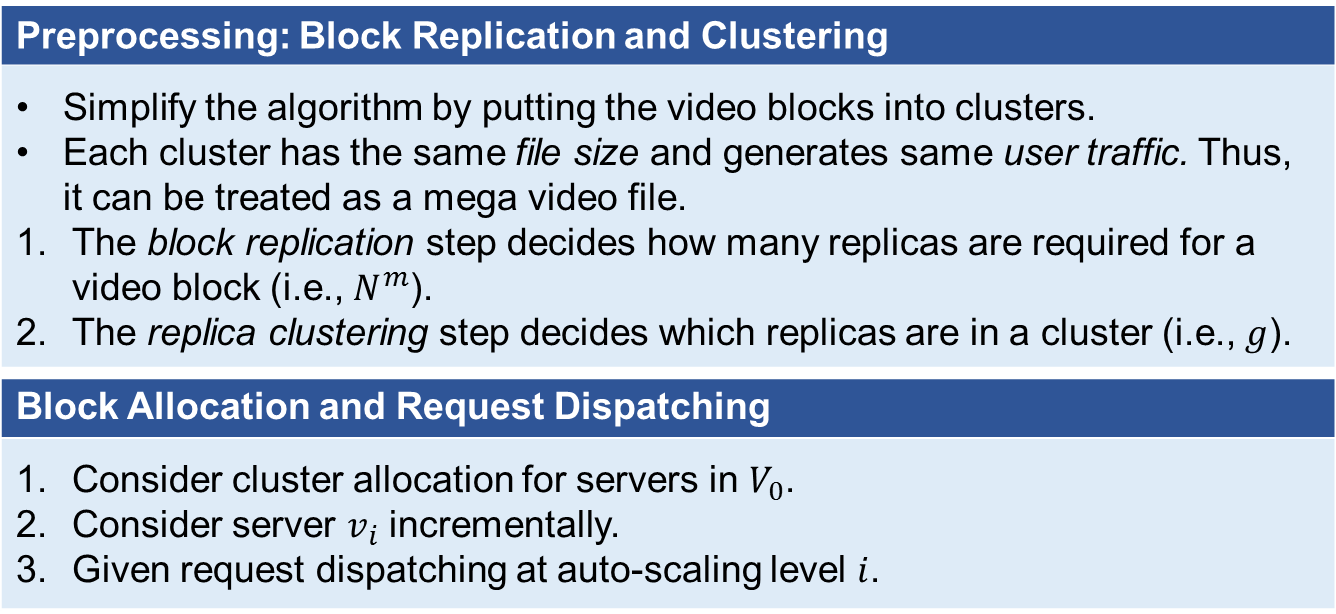 Preprocessing: Block Replication and Clustering
• Simplify the algorithm by putting the video blocks into clusters.
• Each cluster has the same file size and generates same user traffic. Thus,
it can be treated as a mega video file.
1. The block replication step decides how many replicas are required for a
video block (i.e., $N^m$).
2. The replica clustering step decides which replicas are in a cluster (i.e., $g$).
Block Allocation and Request Dispatching
1. Consider cluster allocation for servers in $V_0$.
2. Consider server $v_i$ incrementally.
3. Given request dispatching at auto-scaling level $i$.